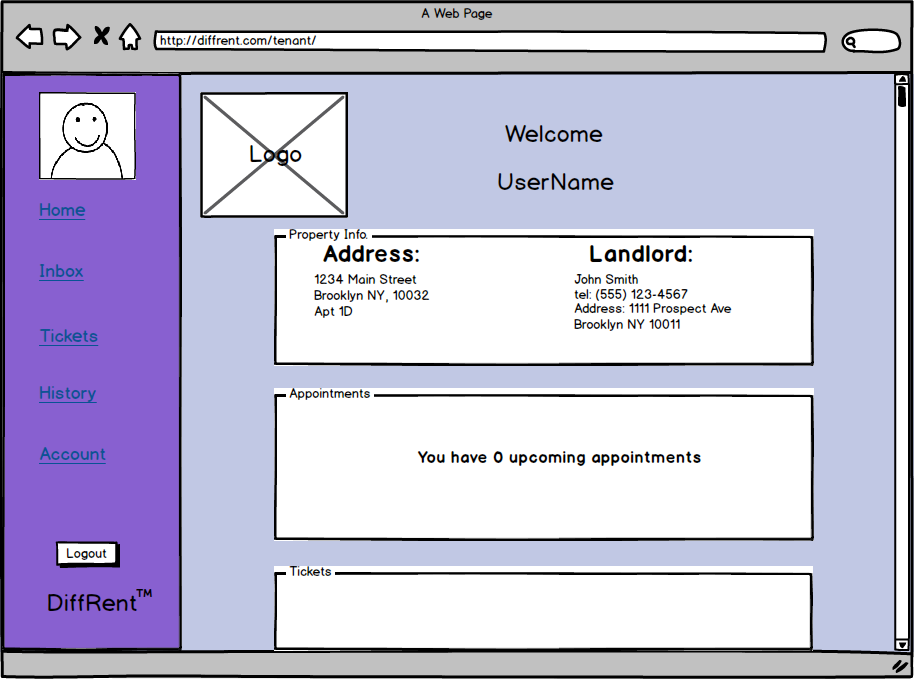 A Web Page
http://diffrent.com/tenant/
Home
Inbox
Tickets
History
Account
Logout
DiffRent™
Logo
Welcome
UserName
Property Info.
Address:
1234 Main Street
Brooklyn NY, 10032
Apt 1D
Landlord:
John Smith
tel: (555) 123-4567
Address: 1111 Prospect Ave
Brooklyn NY 10011
Appointments
You have 0 upcoming appointments
Tickets